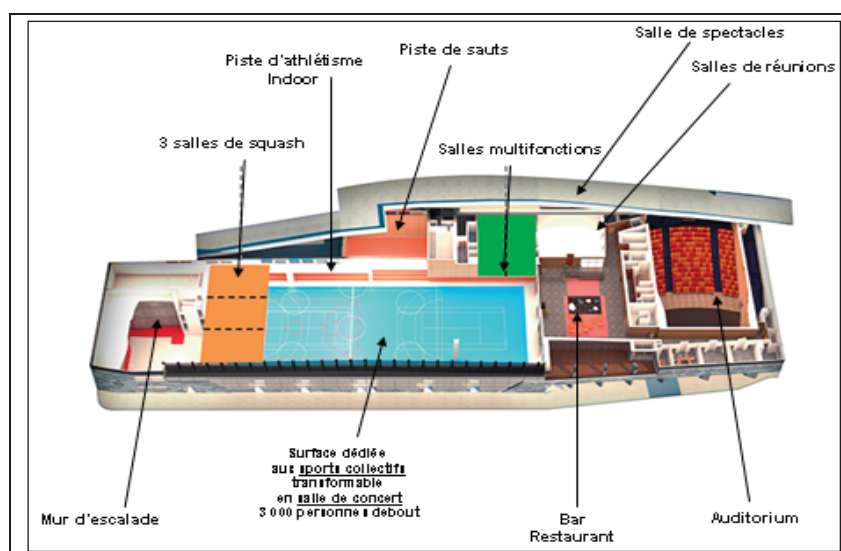 Salle de spectacles
Piste de sauts
Piste d'athlétisme
Indoor
Salles de réunions
3 salles de squash
Salles multifonctions
Surface dédiée
aux sports collectifs
transformable
en salle de concert
3 000 personnes debout
Mur d'escalade
Bar
Restaurant
Auditorium